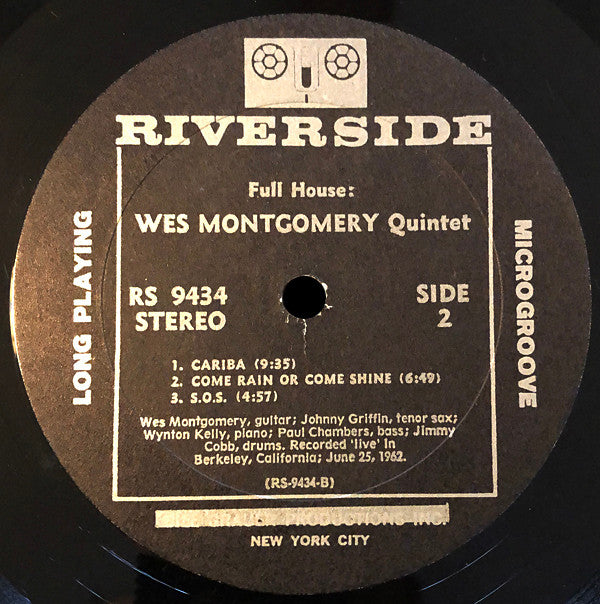 RIVERSIDE
Full House:
WES MONTGOMERY Quintet
LONG PLAYING
MICROGROOVE
RS 9434
STEREO
SIDE
2
1. CARIBA (9:35)
2. COME RAIN OR COME SHINE (6:49)
3. S.O.S. (4:57)
Wes Montgomery, guitar; Johnny Griffin, tenor sax;
Wynton Kelly, piano; Paul Chambers, bass; Jimmy
Cobb, drums. Recorded 'live' in
Berkeley, California; June 25, 1962.
(RS-9434-B)
PRODUCTIONS INC.
NEW YORK CITY